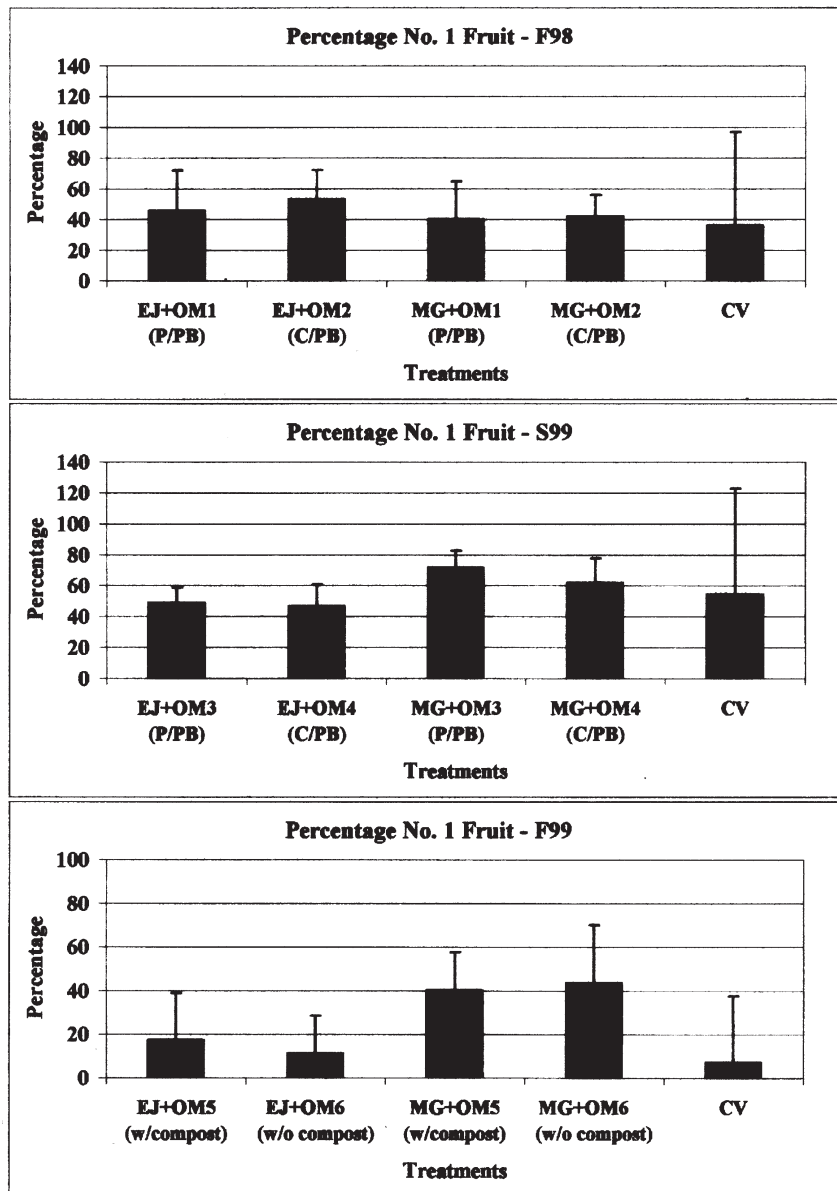 Percentage No. 1 Fruit - F98
140
120
100
80
60
40
20
0
Percentage
EJ+OM1 EJ+OM2 MG+OM1 MG+OM2 CV
(P/PB) (C/PB) (P/PB) (C/PB)
Treatments
Percentage No. 1 Fruit - S99
140
120
100
80
60
40
20
0
Percentage
EJ+OM3 EJ+OM4 MG+OM3 MG+OM4 CV
(P/PB) (C/PB) (P/PB) (C/PB)
Treatments
Percentage No. 1 Fruit - F99
100
80
60
40
20
0
Percentage
EJ+OM5 EJ+OM6 MG+OM5 MG+OM6 CV
(w/compost) (w/o compost) (w/compost) (w/o compost)
Treatments